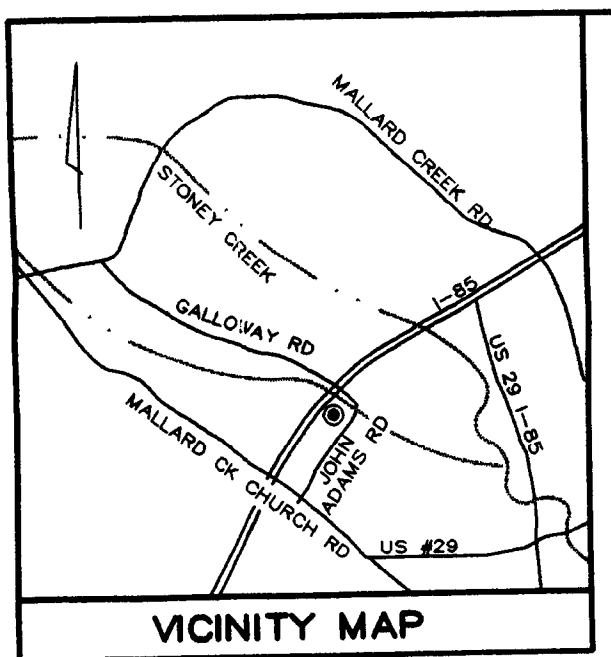 MALLARD CREEK RD
STONEY CREEK
I-85
GALLOWAY RD
US 29 I-85
MALLARD CK CHURCH RD
JOHN
ADAMS RD
US #29
VICINITY MAP